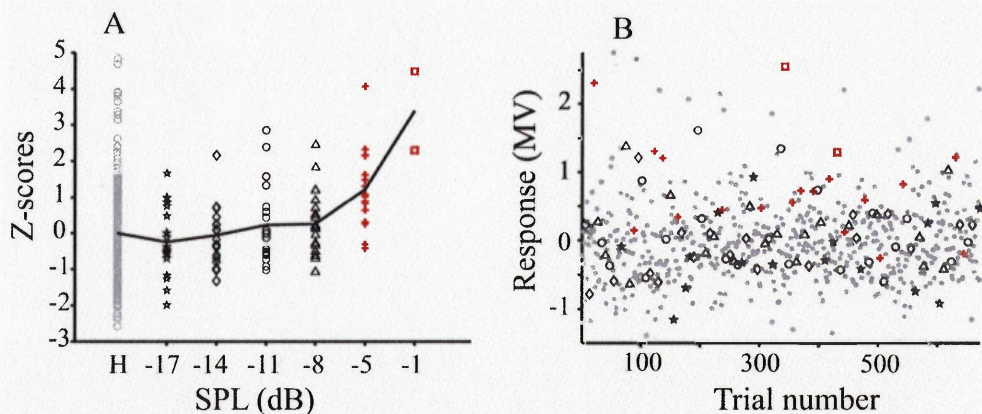 A
Z-scores
5
4
3
2
1
0
-1
-2
-3
H -17 -14 -11 -8 -5 -1
SPL (dB)
B
Response (MV)
2
1
0
-1
100 300 500
Trial number